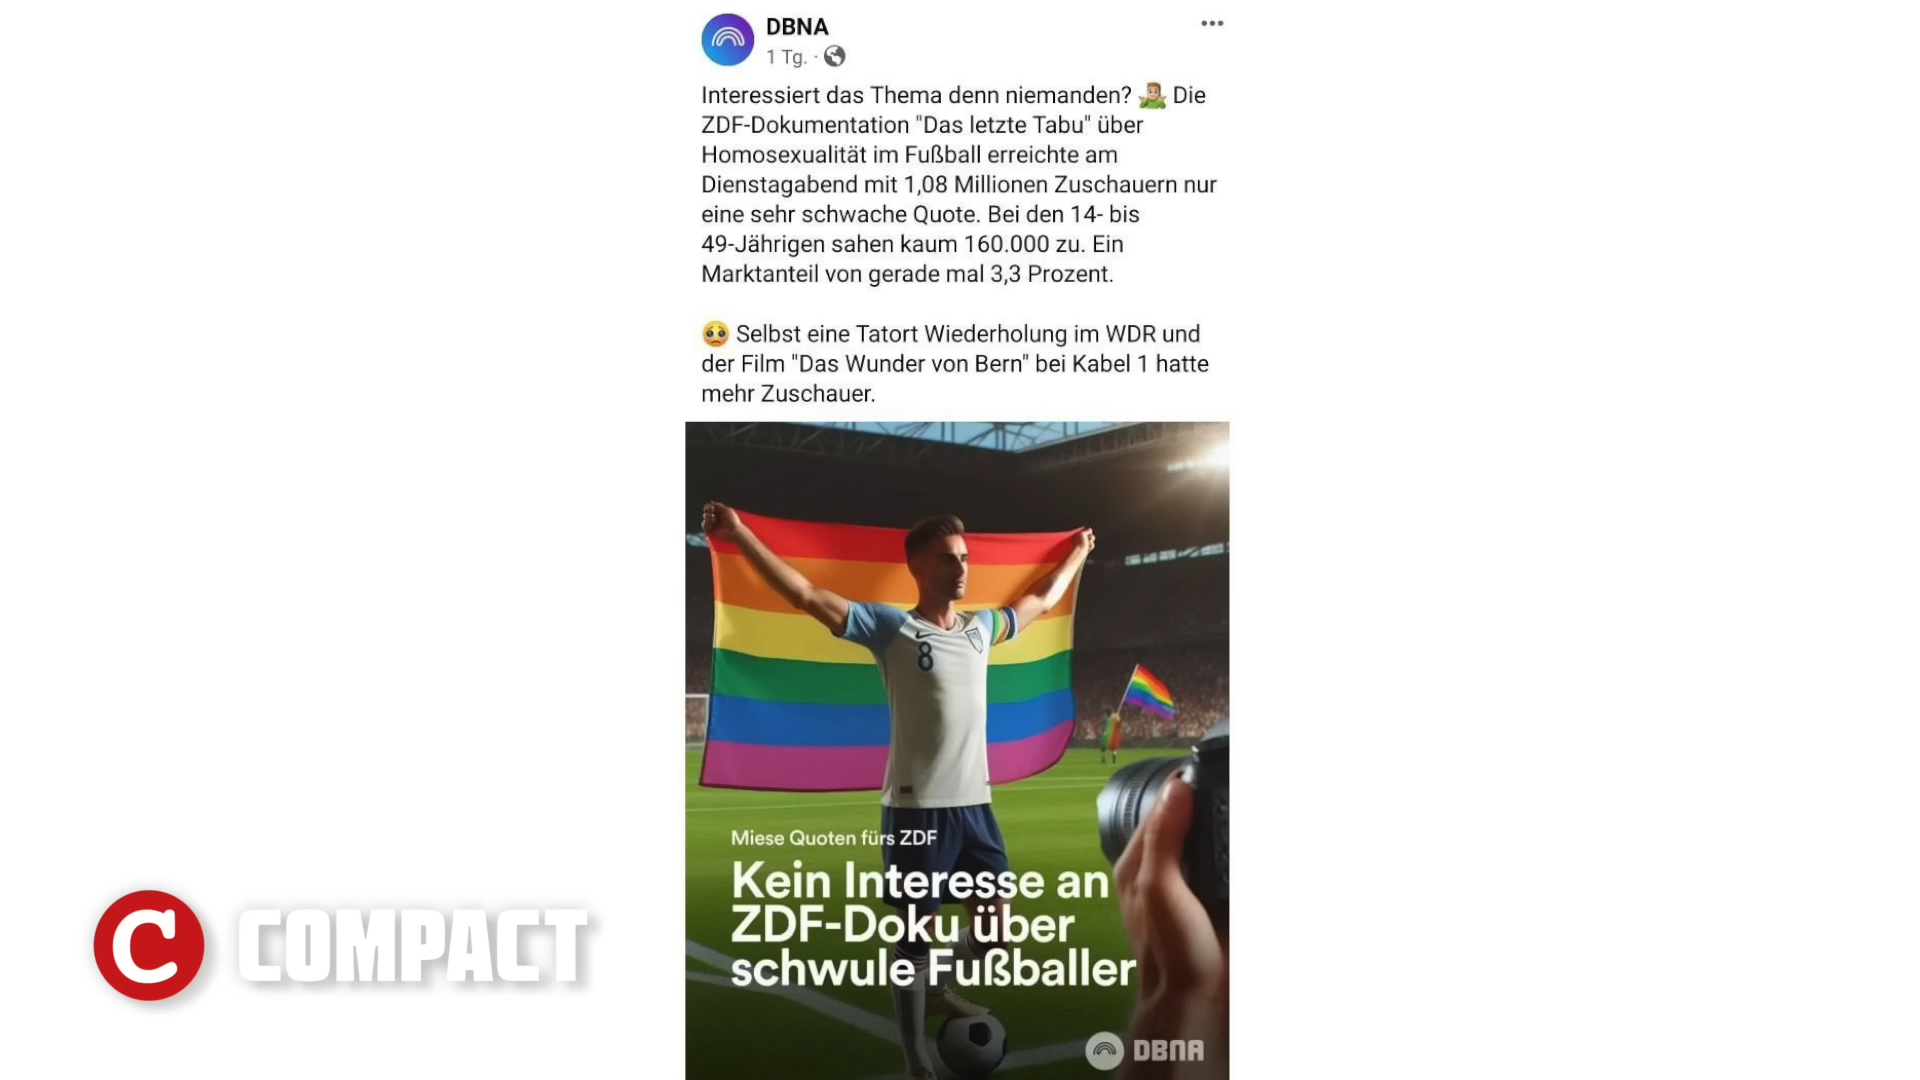 DBNA
1 Tg. ·
Interessiert das Thema denn niemanden? 🤷🏼‍♂️ Die
ZDF-Dokumentation "Das letzte Tabu" über
Homosexualität im Fußball erreichte am
Dienstagabend mit 1,08 Millionen Zuschauern nur
eine sehr schwache Quote. Bei den 14- bis
49-Jährigen sahen kaum 160.000 zu. Ein
Marktanteil von gerade mal 3,3 Prozent.
🥺 Selbst eine Tatort Wiederholung im WDR und
der Film "Das Wunder von Bern" bei Kabel 1 hatte
mehr Zuschauer.
8
Miese Quoten fürs ZDF
Kein Interesse an
ZDF-Doku über
schwule Fußballer
DBNA
C COMPACT